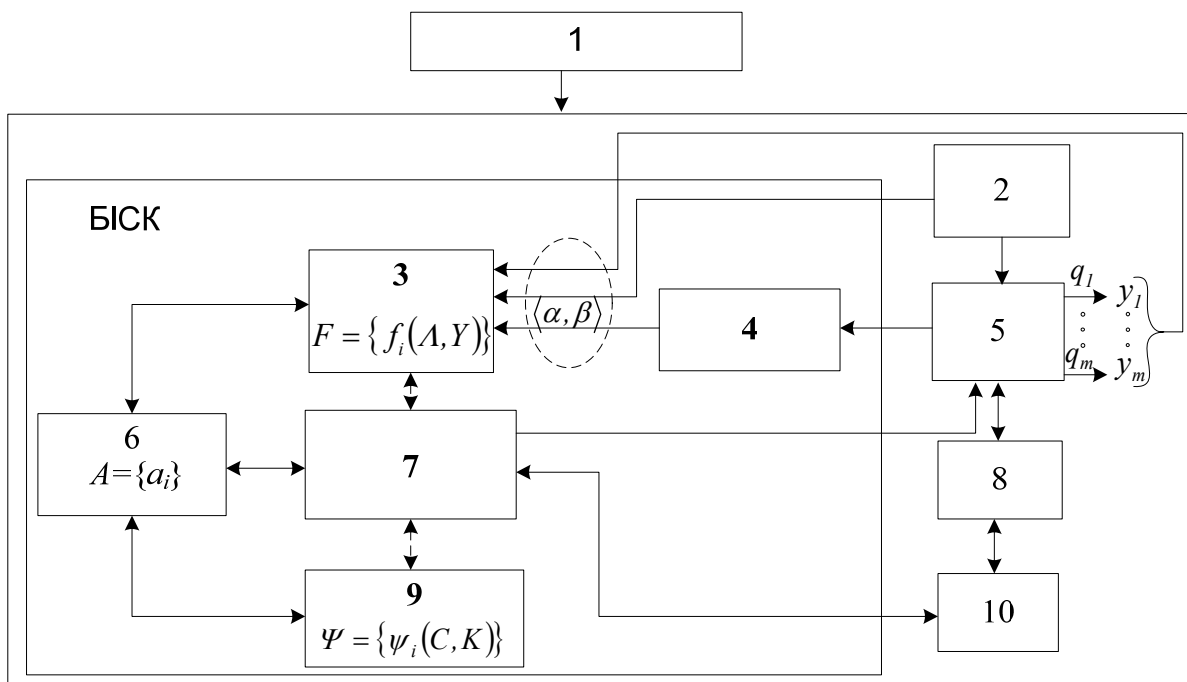 1
2
БІСК
3
F = {f_i(Λ,Y)}
⟨α,β⟩
4
5
q_1
y_1
q_m
y_m
6
A={a_i}
7
8
9
Ψ = {ψ_i(C,K)}
10